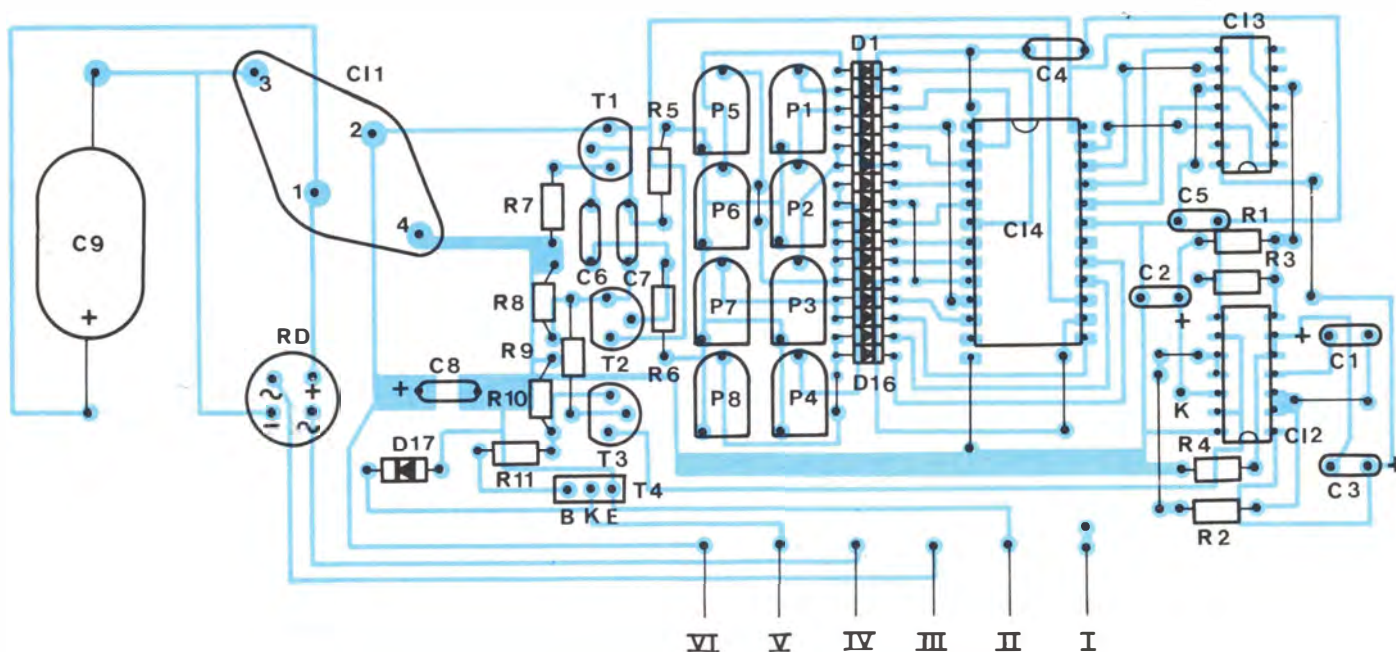 CI3
D1
C4
3
CI1
2
T1
R5
P5
P1
1
R7
C5
R1
C9
4
P6
P2
CI4
R3
C6
C7
C2
+
R8
P7
P3
+
+
C1
RD
R9
T2
R6
D16
K
~
+
+
C8
R10
P8
P4
1
~
D17
R4
CI2
T3
R11
T4
+
C3
B K E
R2
VI V IV III II I